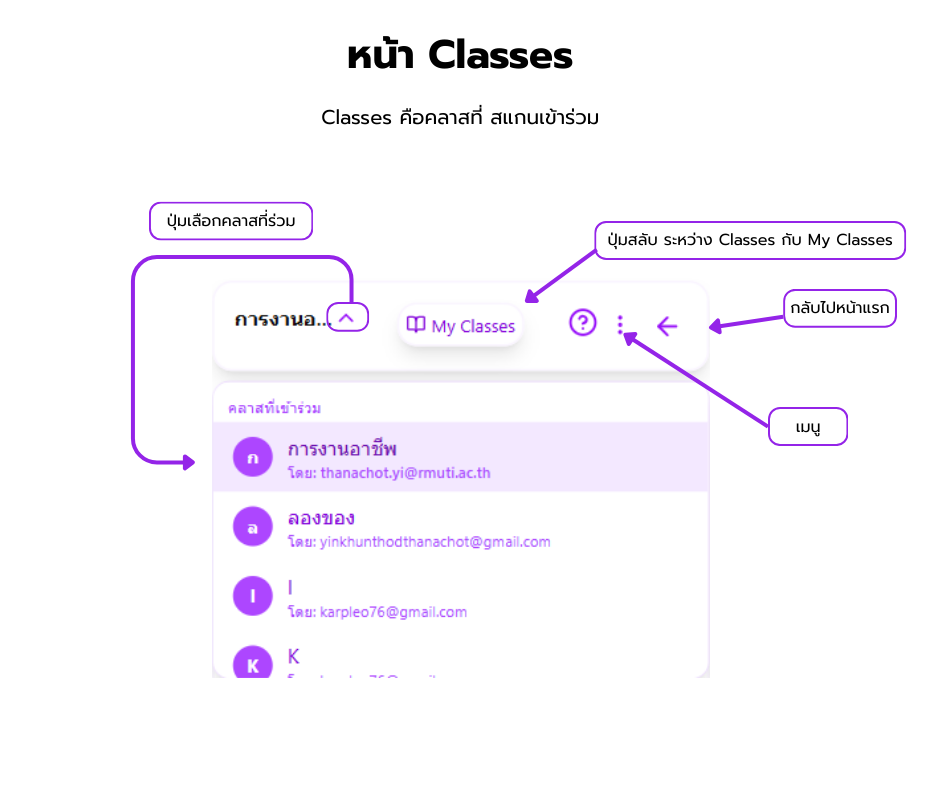 หน้า Classes
Classes คือคลาสที่ สแกนเข้าร่วม
ปุ่มเลือกคลาสที่ร่วม
ปุ่มสลับ ระหว่าง Classes กับ My Classes
กลับไปหน้าแรก
การงานอ...
My Classes
เมนู
คลาสที่เข้าร่วม
ก
การงานอาชีพ
โดย: thanachot.yi@rmuti.ac.th
ล
ลองของ
โดย: yinkhunthodthanachot@gmail.com
I
I
โดย: karpleo76@gmail.com
K
K